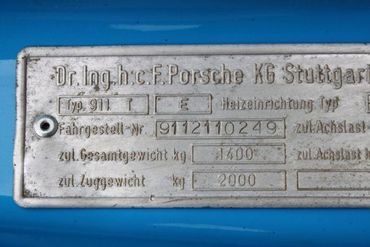 Dr. Ing. h.c. F. Porsche KG Stuttgar
Typ 911 T E Heizeinrichtung Typ
Fahrgestell-Nr. 9112110249 zul. Achslast
zul. Gesamtgewicht kg 1400 zul. Achslast
zul. Zuggewicht kg 2000